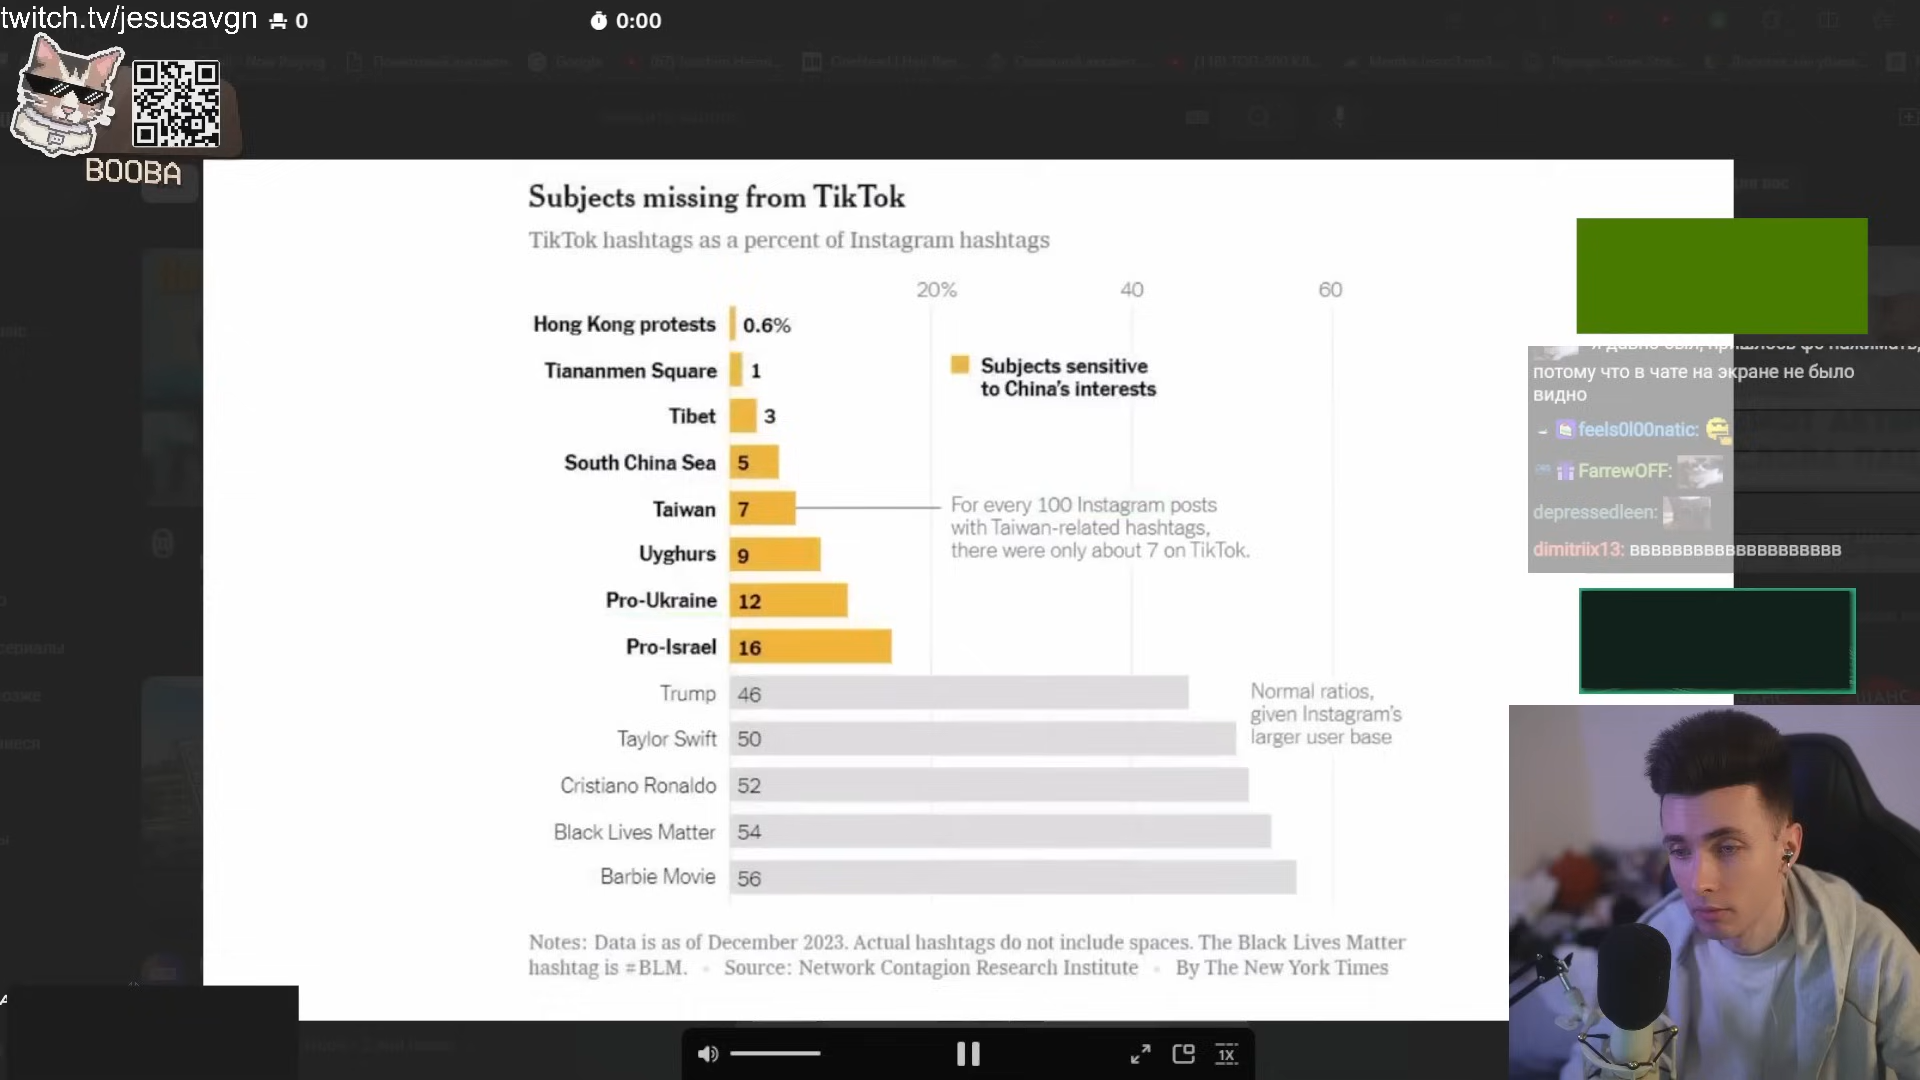 twitch.tv/jesusavgn 0
0:00
BOOBA
Subjects missing from TikTok
TikTok hashtags as a percent of Instagram hashtags
20% 40 60
Hong Kong protests 0.6%
Tiananmen Square 1
Tibet 3
South China Sea 5
Taiwan 7
Uyghurs 9
Pro-Ukraine 12
Pro-Israel 16
Trump 46
Taylor Swift 50
Cristiano Ronaldo 52
Black Lives Matter 54
Barbie Movie 56
Subjects sensitive
to China's interests
For every 100 Instagram posts
with Taiwan-related hashtags,
there were only about 7 on TikTok.
Normal ratios,
given Instagram's
larger user base
Notes: Data is as of December 2023. Actual hashtags do not include spaces. The Black Lives Matter
hashtag is #BLM. • Source: Network Contagion Research Institute • By The New York Times
потому что в чате на экране не было
видно
feels0l00natic:
FarrewOFF:
depressedleen:
dimitriix13: вввввввввввввввввввв
1X